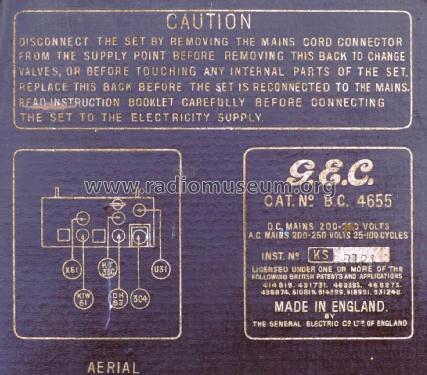 CAUTION
DISCONNECT THE SET BY REMOVING THE MAINS CORD CONNECTOR
FROM THE SUPPLY POINT BEFORE REMOVING THIS BACK TO CHANGE
VALVES, OR BEFORE TOUCHING ANY INTERNAL PARTS OF THE SET.
REPLACE THIS BACK BEFORE THE SET IS RECONNECTED TO THE MAINS.
READ INSTRUCTION BOOKLET CAREFULLY BEFORE CONNECTING
THE SET TO THE ELECTRICITY SUPPLY.
www.radiomuseum.org
X61
KTW
61
KT
33C
DH
63
304
U31
AERIAL
G.E.C.
CAT. Nº B.C. 4655
D.C. MAINS 200-250 VOLTS
A.C. MAINS 200-250 VOLTS 25-100 CYCLES
INST. Nº KS
LICENSED UNDER ONE OR MORE OF THE
FOLLOWING BRITISH PATENTS AND APPLICATIONS
MADE IN ENGLAND.
BY
THE GENERAL ELECTRIC Cº LTD OF ENGLAND